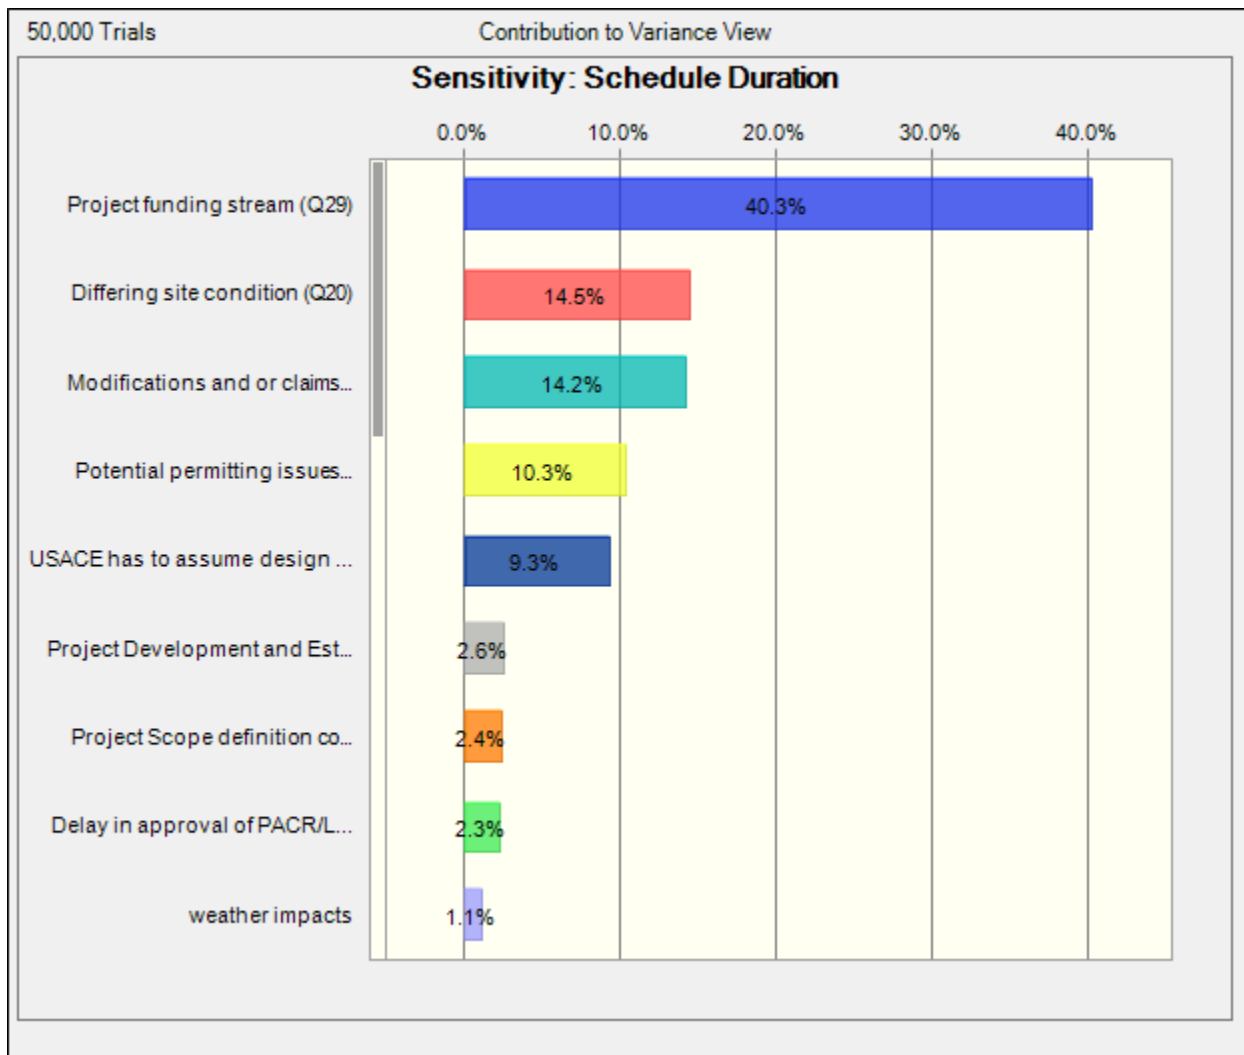 50,000 Trials Contribution to Variance View
Sensitivity: Schedule Duration
0.0% 10.0% 20.0% 30.0% 40.0%
Project funding stream (Q29) 40.3%
Differing site condition (Q20) 14.5%
Modifications and or claims... 14.2%
Potential permitting issues... 10.3%
USACE has to assume design ... 9.3%
Project Development and Est... 2.6%
Project Scope definition co... 2.4%
Delay in approval of PACR/L... 2.3%
weather impacts 1.1%